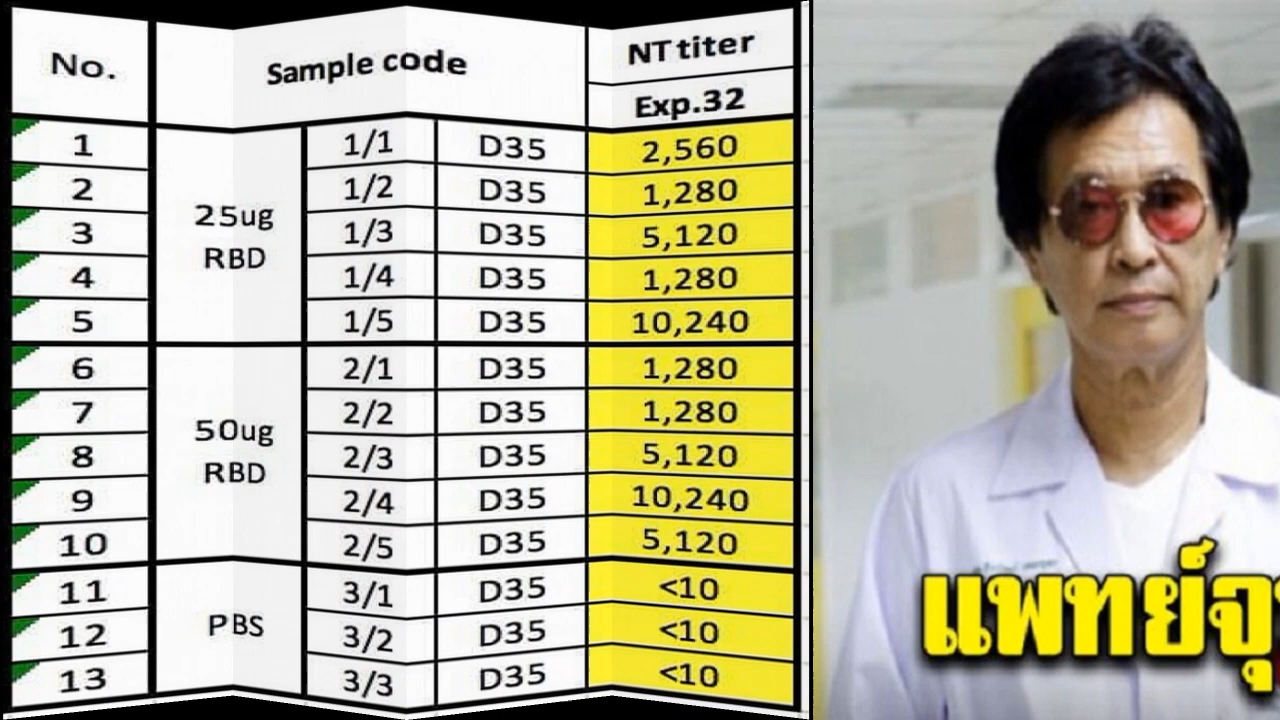 No. Sample code NT titer
Exp.32
1 25ug RBD 1/1 D35 2,560
2 1/2 D35 1,280
3 1/3 D35 5,120
4 1/4 D35 1,280
5 1/5 D35 10,240
6 50ug RBD 2/1 D35 1,280
7 2/2 D35 1,280
8 2/3 D35 5,120
9 2/4 D35 10,240
10 2/5 D35 5,120
11 PBS 3/1 D35 <10
12 3/2 D35 <10
13 3/3 D35 <10
แพทย์จุ